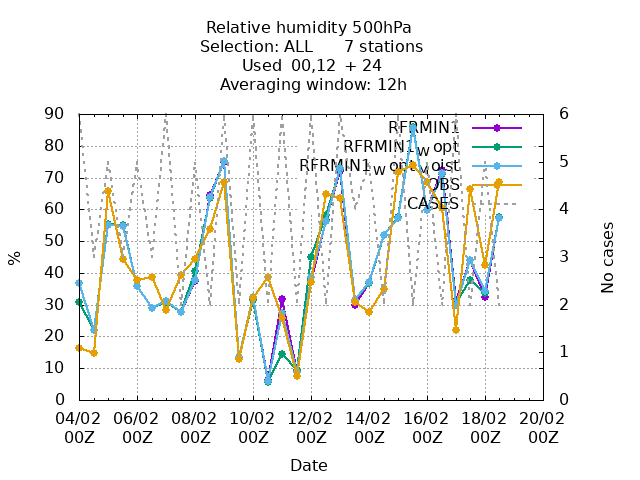 Relative humidity 500hPa
Selection: ALL 7 stations
Used 00,12 + 24
Averaging window: 12h
90 6
RFRMIN1
80
RFRMIN1_W_opt
RFRMIN1_W_opt_Moist
70 5
OBS
60 4
CASES
50
40 3
30 2
20
10 1
0 0
%
No cases
04/02 06/02 08/02 10/02 12/02 14/02 16/02 18/02 20/02
00Z 00Z 00Z 00Z 00Z 00Z 00Z 00Z 00Z
Date